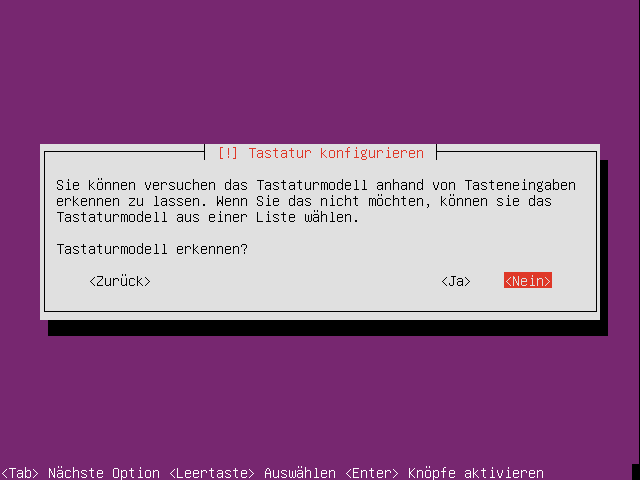 [!] Tastatur konfigurieren
Sie können versuchen das Tastaturmodell anhand von Tasteneingaben
erkennen zu lassen. Wenn Sie das nicht möchten, können sie das
Tastaturmodell aus einer Liste wählen.
Tastaturmodell erkennen?
<Zurück> <Ja> <Nein>
<Tab> Nächste Option <Leertaste> Auswählen <Enter> Knöpfe aktivieren